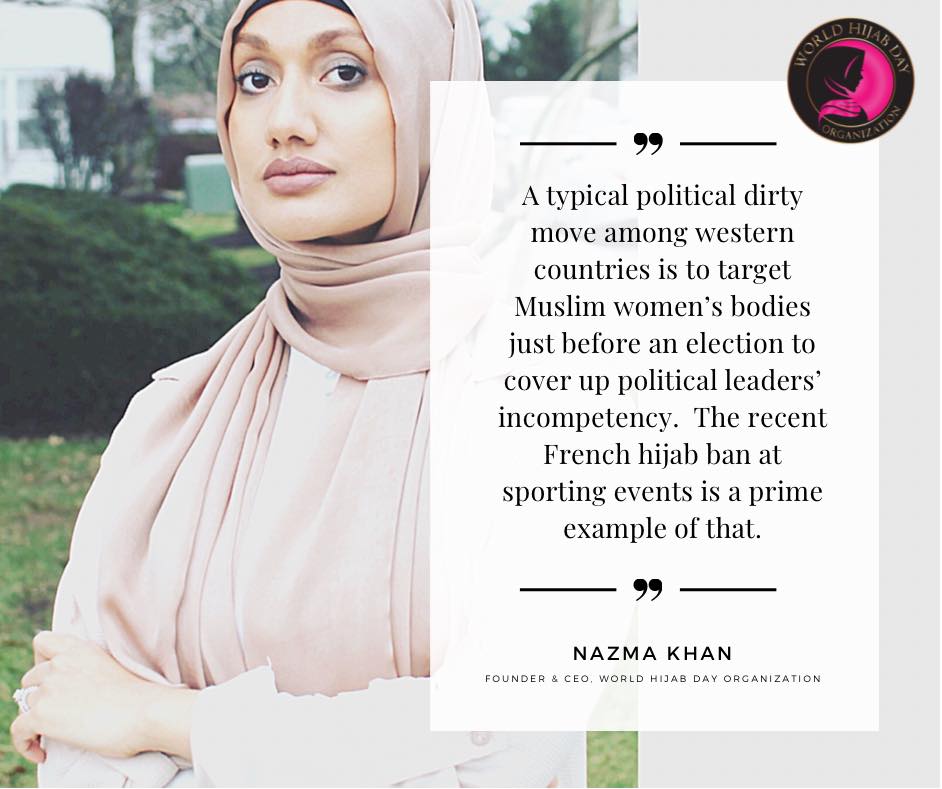 WORLD HIJAB DAY
ORGANIZATION
A typical political dirty
move among western
countries is to target
Muslim women’s bodies
just before an election to
cover up political leaders’
incompetency.  The recent
French hijab ban at
sporting events is a prime
example of that.
NAZMA KHAN
FOUNDER & CEO, WORLD HIJAB DAY ORGANIZATION